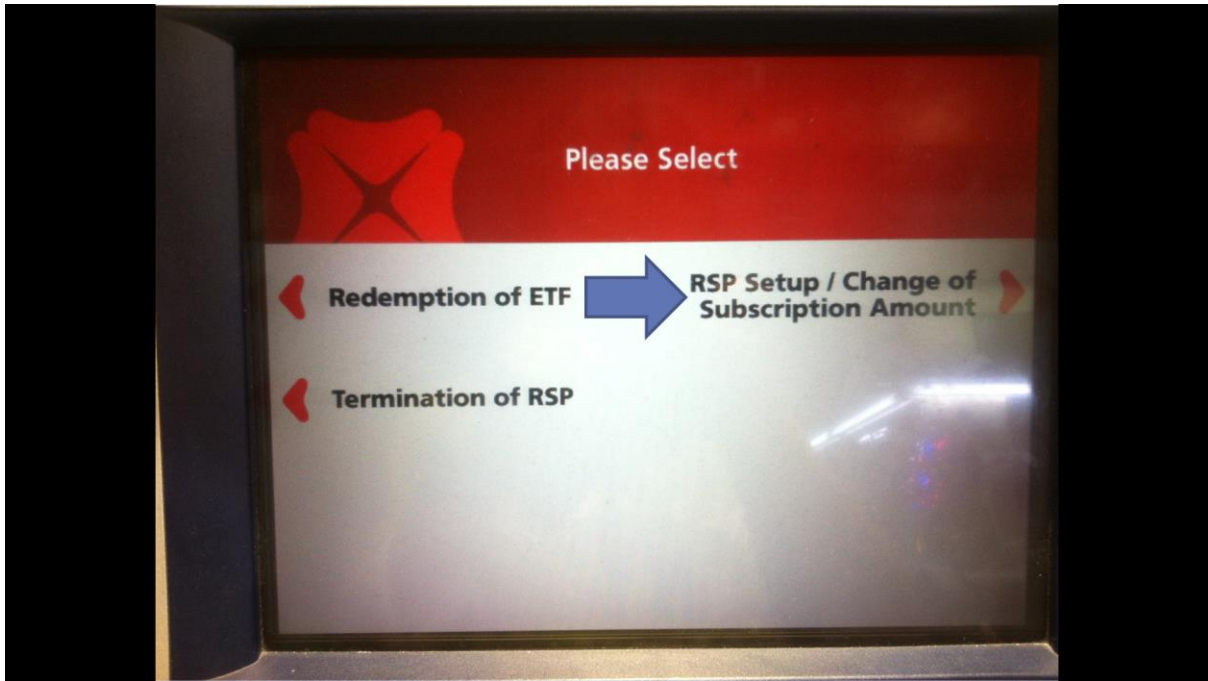 Please Select
Redemption of ETF
RSP Setup / Change of
Subscription Amount
Termination of RSP